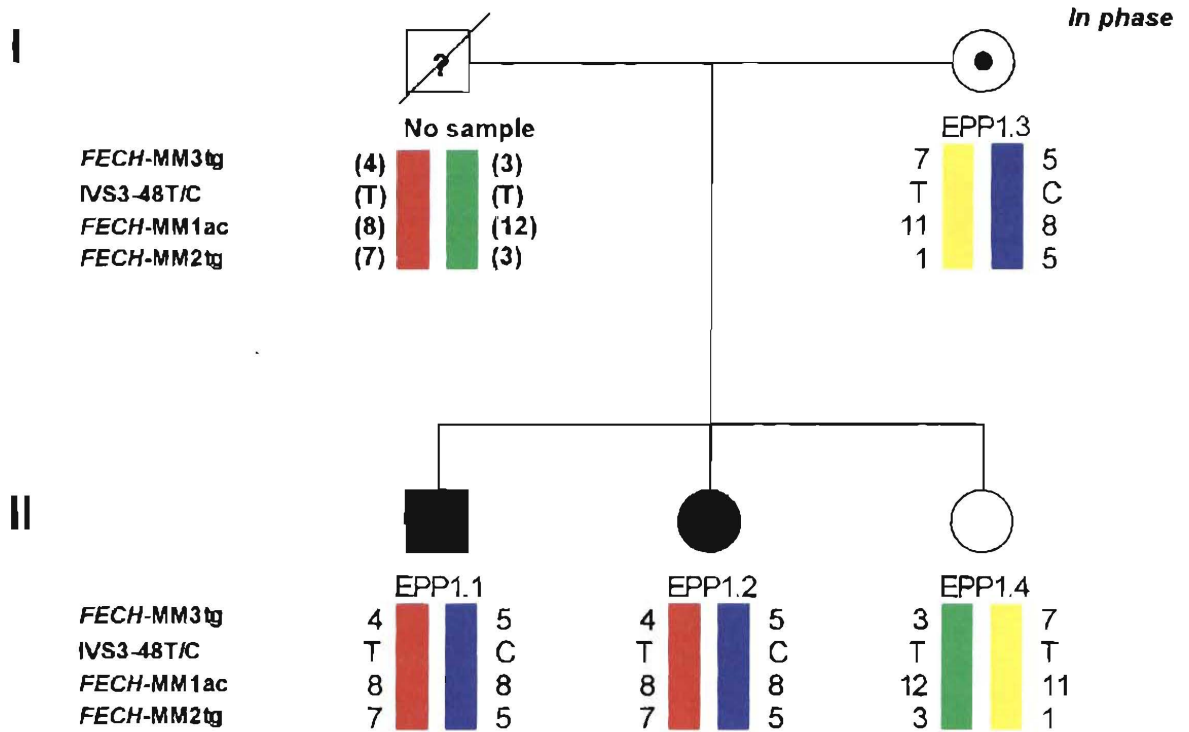 In phase
I
?
No sample EPP1.3
FECH-MM3tg (4) (3) 7 5
IVS3-48T/C (T) (T) T C
FECH-MM1ac (8) (12) 11 8
FECH-MM2tg (7) (3) 1 5
II
EPP1.1 EPP1.2 EPP1.4
FECH-MM3tg 4 5 4 5 3 7
IVS3-48T/C T C T C T T
FECH-MM1ac 8 8 8 8 12 11
FECH-MM2tg 7 5 7 5 3 1